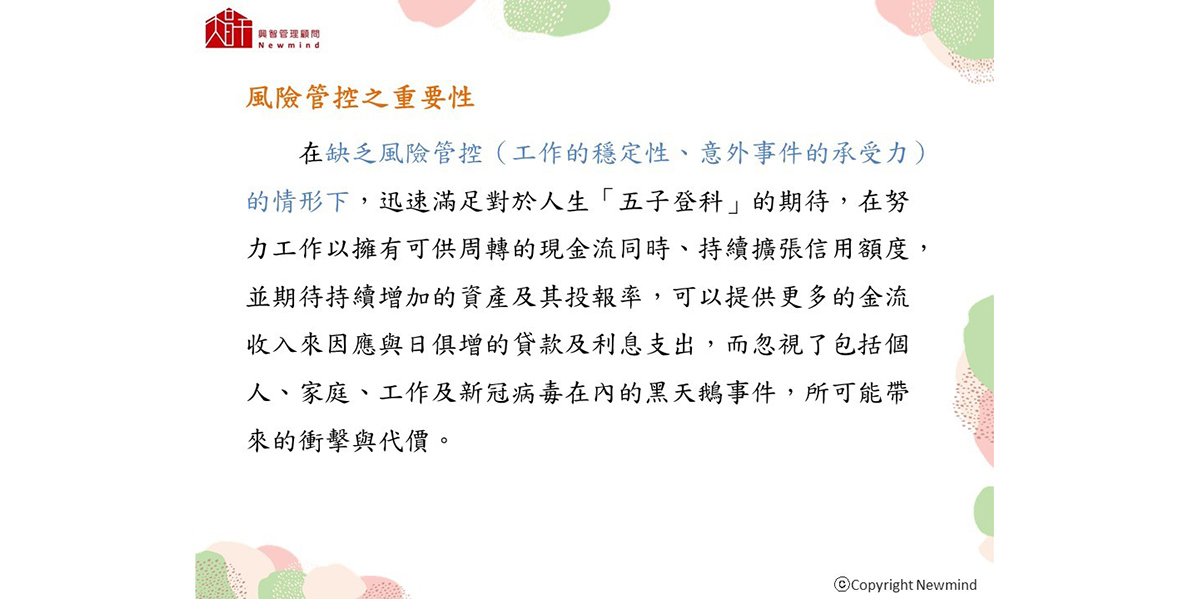 興智管理顧問
Newmind
風險管控之重要性
在缺乏風險管控（工作的穩定性、意外事件的承受力）
的情形下，迅速滿足對於人生「五子登科」的期待，在努
力工作以擁有可供周轉的現金流同時、持續擴張信用額度，
並期待持續增加的資產及其投報率，可以提供更多的金流
收入來因應與日俱增的貸款及利息支出，而忽視了包括個
人、家庭、工作及新冠病毒在內的黑天鵝事件，所可能帶
來的衝擊與代價。
©Copyright Newmind